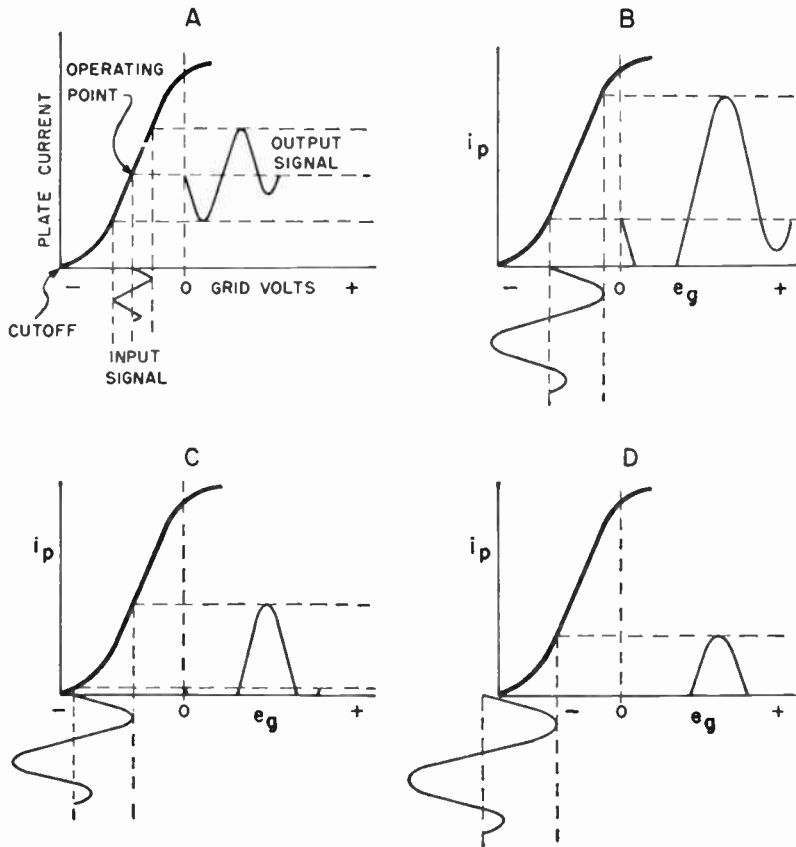 A
PLATE CURRENT
OPERATING
POINT
OUTPUT
SIGNAL
- 0 GRID VOLTS +
CUTOFF
INPUT
SIGNAL
B
ip
- 0 eg +
C
ip
- 0 eg +
D
ip
- 0 eg +